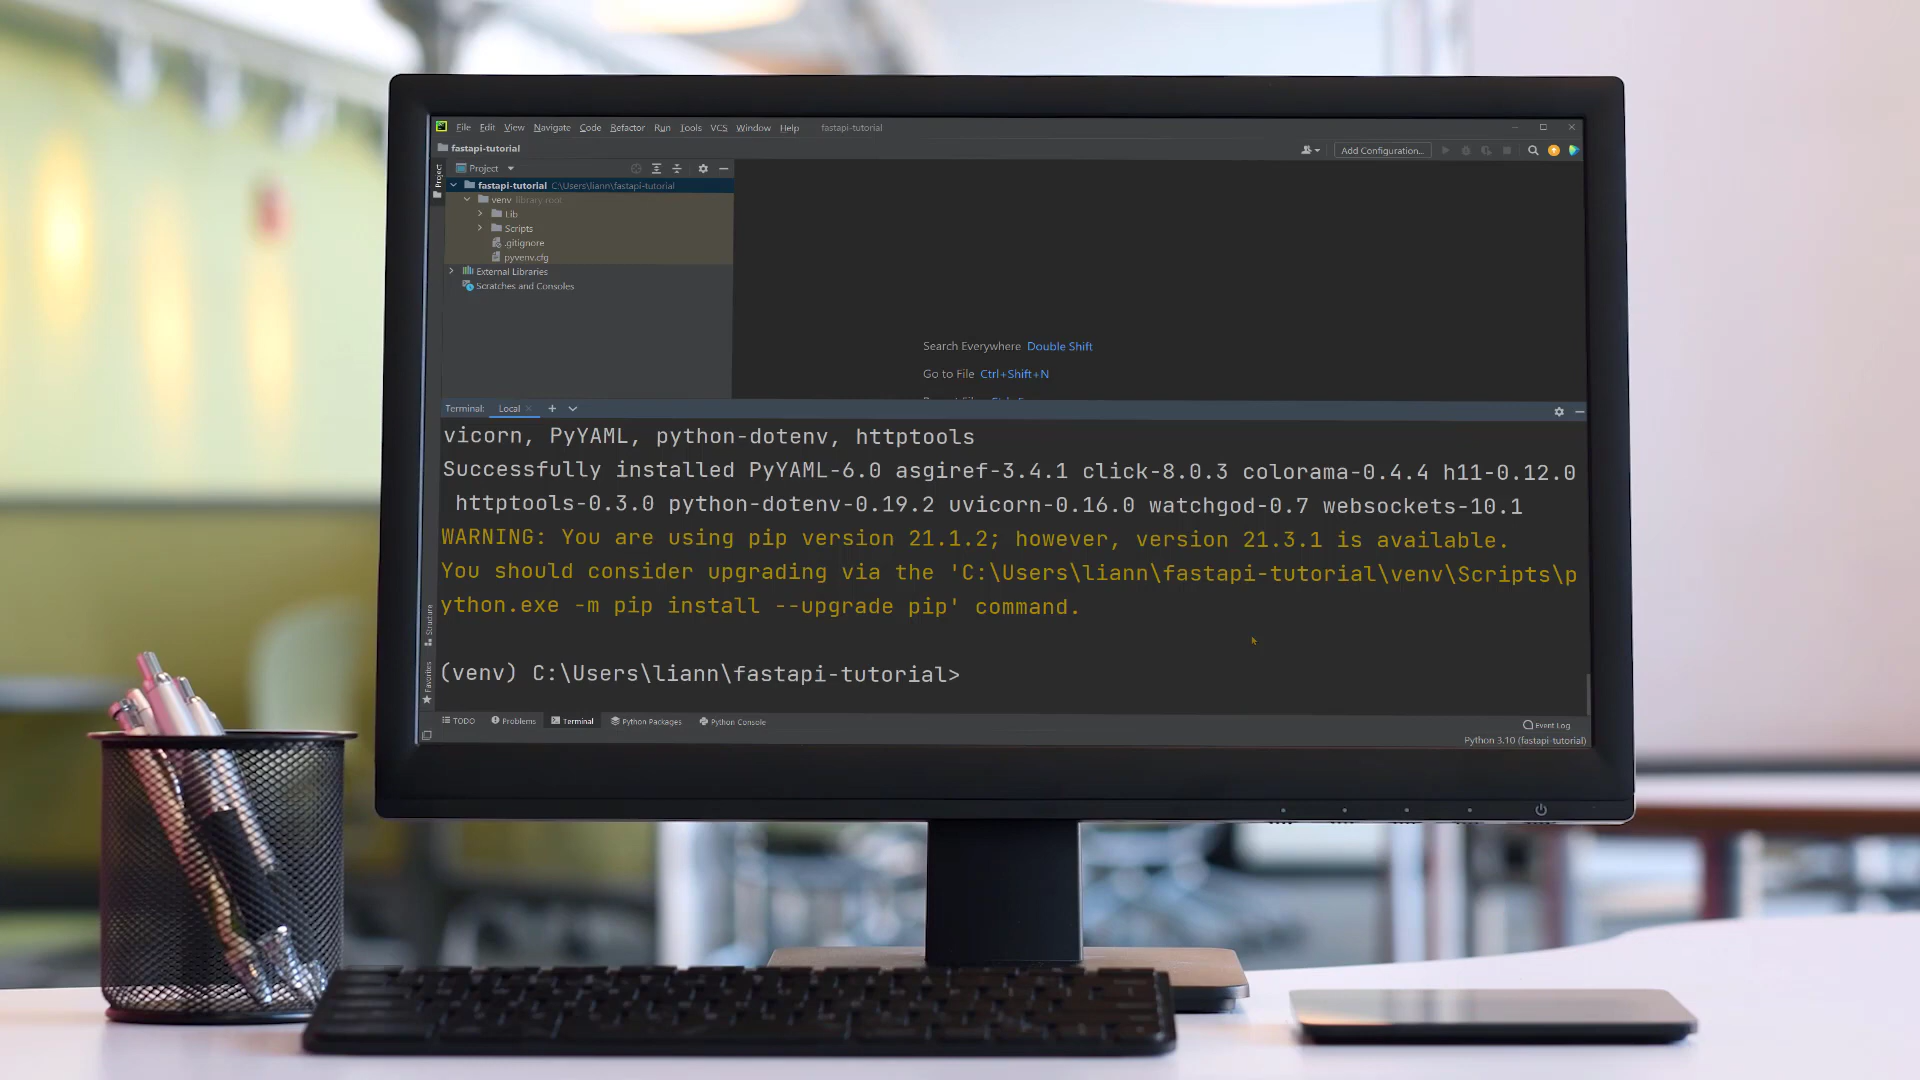 File Edit View Navigate Code Refactor Run Tools VCS Window Help fastapi-tutorial
fastapi-tutorial
Add Configuration...
Project
Project
fastapi-tutorial C:\Users\liann\fastapi-tutorial
venv library root
Lib
Scripts
.gitignore
pyvenv.cfg
External Libraries
Scratches and Consoles
Search Everywhere Double Shift
Go to File Ctrl+Shift+N
Terminal: Local
vicorn, PyYAML, python-dotenv, httptools
Successfully installed PyYAML-6.0 asgiref-3.4.1 click-8.0.3 colorama-0.4.4 h11-0.12.0
httptools-0.3.0 python-dotenv-0.19.2 uvicorn-0.16.0 watchgod-0.7 websockets-10.1
WARNING: You are using pip version 21.1.2; however, version 21.3.1 is available.
You should consider upgrading via the 'C:\Users\liann\fastapi-tutorial\venv\Scripts\p
ython.exe -m pip install --upgrade pip' command.
(venv) C:\Users\liann\fastapi-tutorial>
Structure
Favorites
TODO Problems Terminal Python Packages Python Console
Event Log
Python 3.10 (fastapi-tutorial)